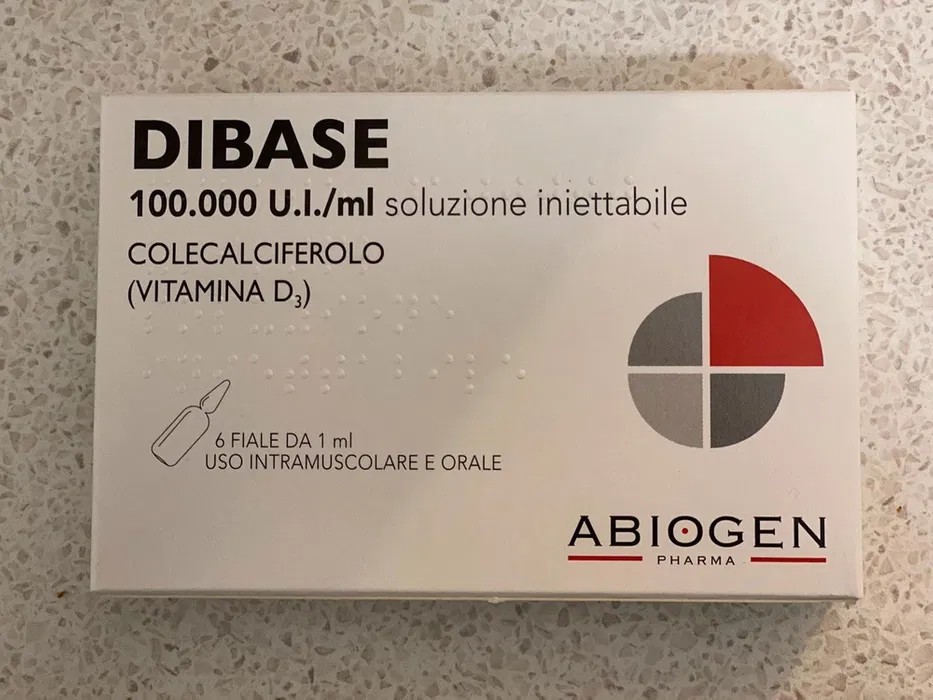 DIBASE
100.000 U.I./ml soluzione iniettabile
COLECALCIFEROLO
(VITAMINA D₃)
6 FIALE DA 1 ml
USO INTRAMUSCOLARE E ORALE
ABIOGEN
PHARMA